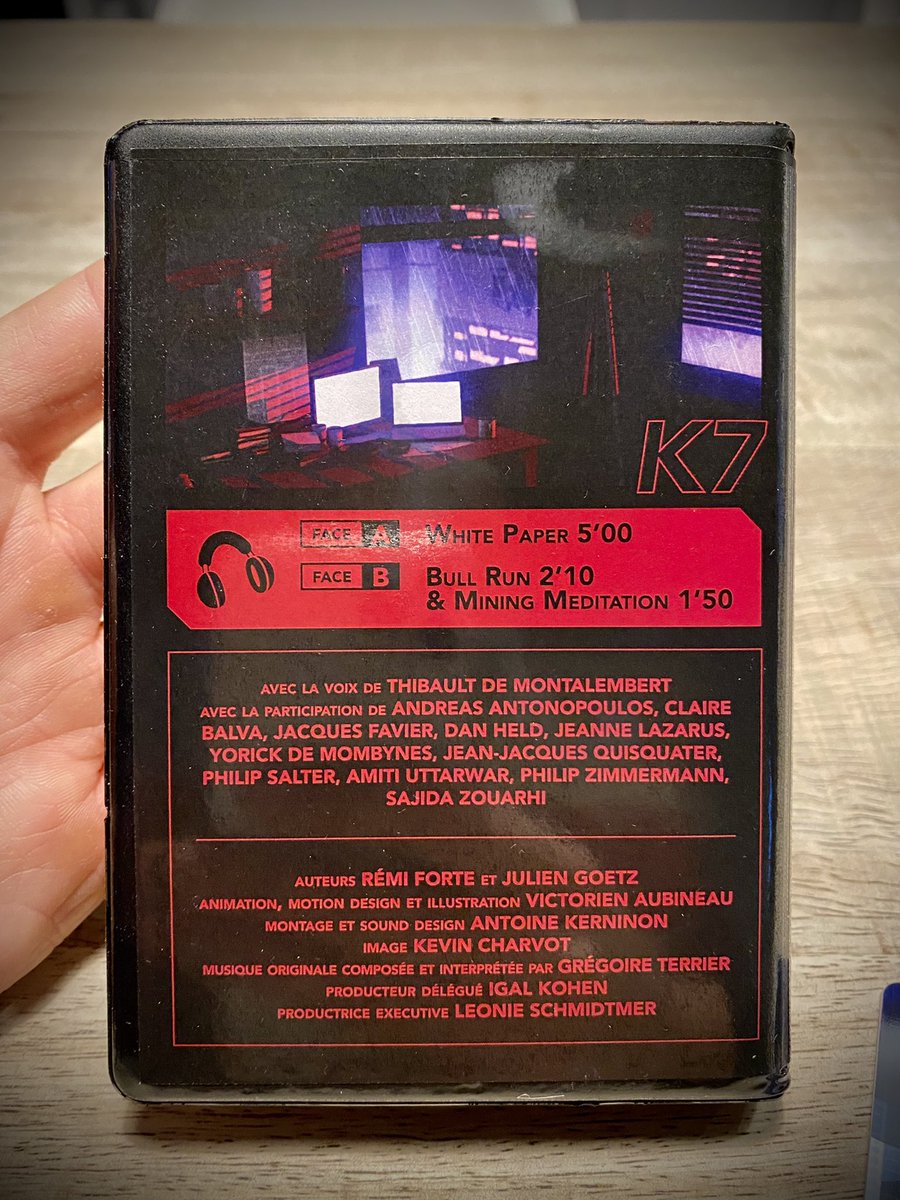 K7
FACE A White Paper 5’00
FACE B Bull Run 2’10
& Mining Meditation 1’50
AVEC LA VOIX DE THIBAULT DE MONTALEMBERT
AVEC LA PARTICIPATION DE ANDREAS ANTONOPOULOS, CLAIRE
BALVA, JACQUES FAVIER, DAN HELD, JEANNE LAZARUS,
YORICK DE MOMBYNES, JEAN-JACQUES QUISQUATER,
PHILIP SALTER, AMITI UTTARWAR, PHILIP ZIMMERMANN,
SAJIDA ZOUARHI
AUTEURS RÉMI FORTE ET JULIEN GOETZ
ANIMATION, MOTION DESIGN ET ILLUSTRATION VICTORIEN AUBINEAU
MONTAGE ET SOUND DESIGN ANTOINE KERNINON
IMAGE KEVIN CHARVOT
MUSIQUE ORIGINALE COMPOSÉE ET INTERPRÉTÉE PAR GRÉGOIRE TERRIER
PRODUCTEUR DÉLÉGUÉ IGAL KOHEN
PRODUCTRICE EXECUTIVE LEONIE SCHMIDTMER